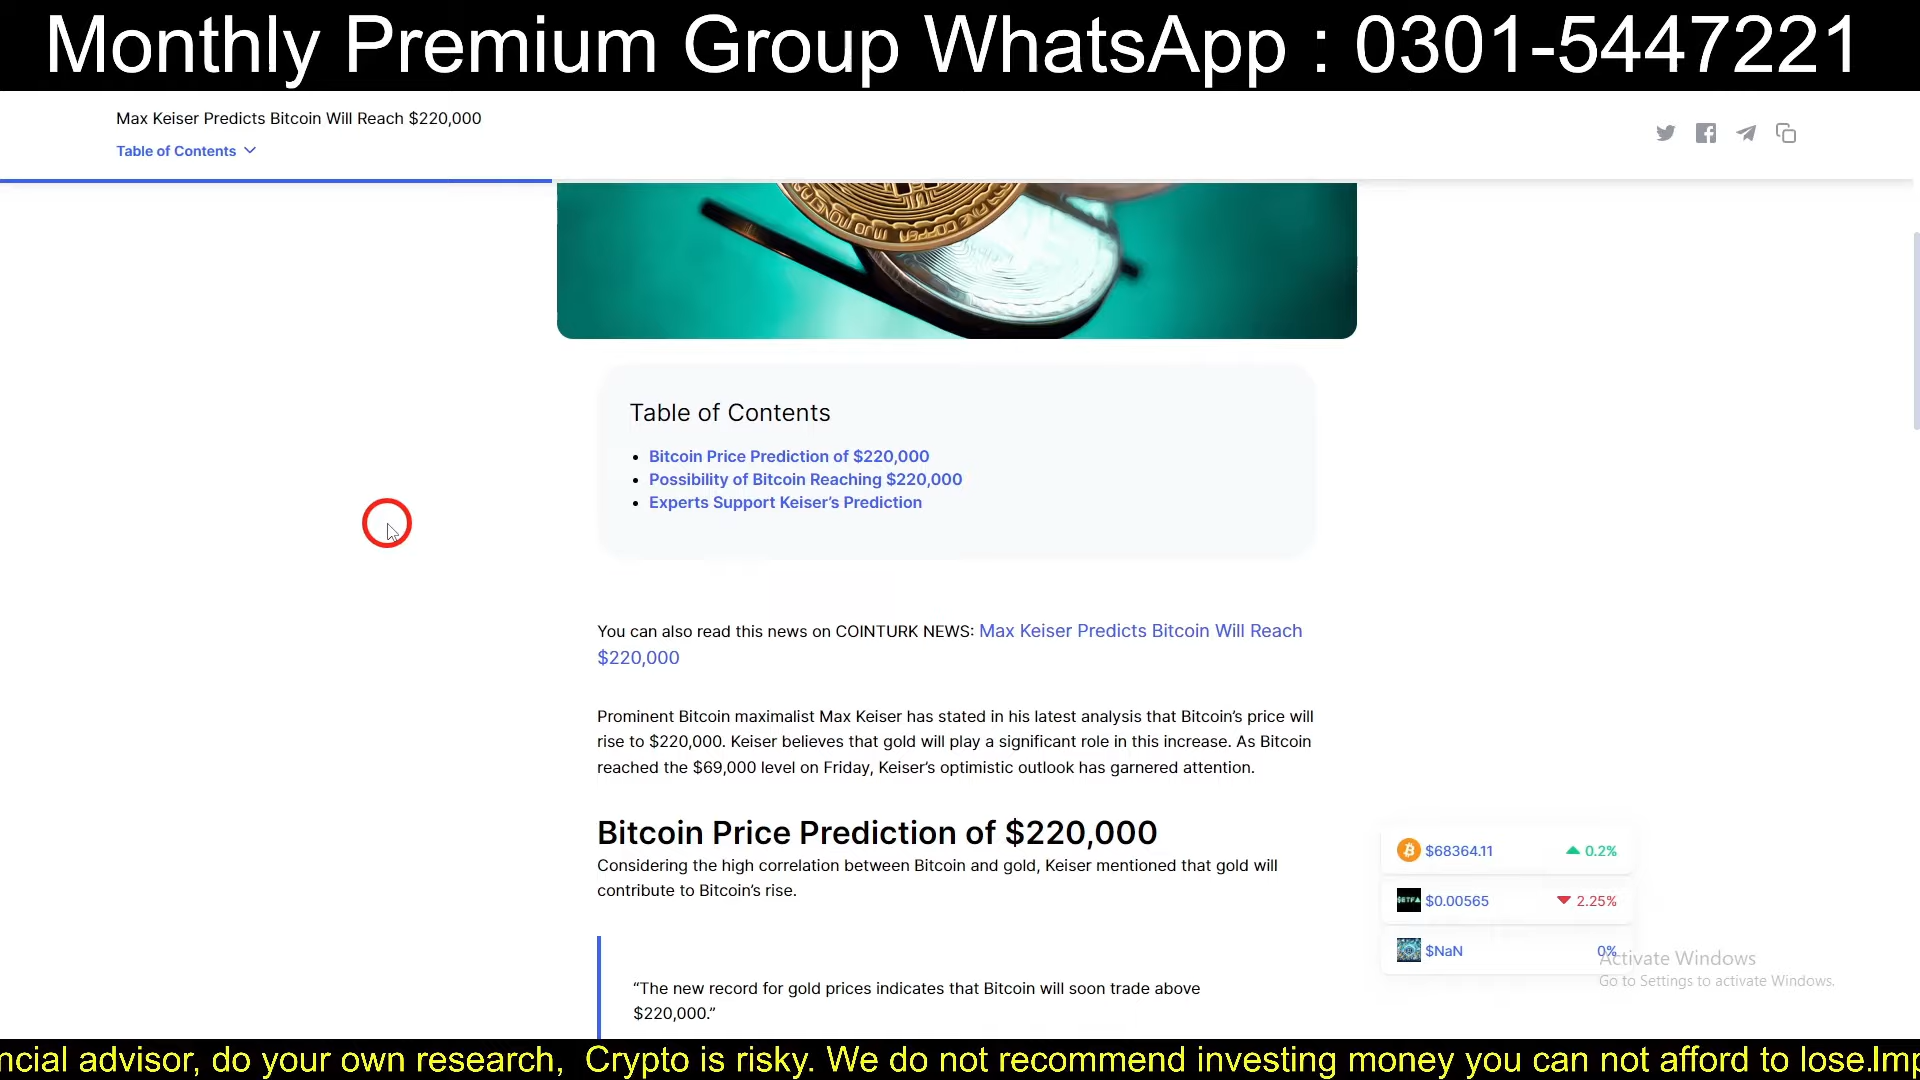 Monthly Premium Group WhatsApp : 0301-5447221
Max Keiser Predicts Bitcoin Will Reach $220,000
Table of Contents
Table of Contents
• Bitcoin Price Prediction of $220,000
• Possibility of Bitcoin Reaching $220,000
• Experts Support Keiser’s Prediction
You can also read this news on COINTURK NEWS: Max Keiser Predicts Bitcoin Will Reach
$220,000
Prominent Bitcoin maximalist Max Keiser has stated in his latest analysis that Bitcoin’s price will
rise to $220,000. Keiser believes that gold will play a significant role in this increase. As Bitcoin
reached the $69,000 level on Friday, Keiser’s optimistic outlook has garnered attention.
Bitcoin Price Prediction of $220,000
Considering the high correlation between Bitcoin and gold, Keiser mentioned that gold will
contribute to Bitcoin’s rise.
“The new record for gold prices indicates that Bitcoin will soon trade above
$220,000.”
$68364.11 0.2%
$ETF $0.00565 2.25%
$NaN 0%
Activate Windows
Go to Settings to activate Windows.
ncial advisor, do your own research, Crypto is risky. We do not recommend investing money you can not afford to lose.Imp